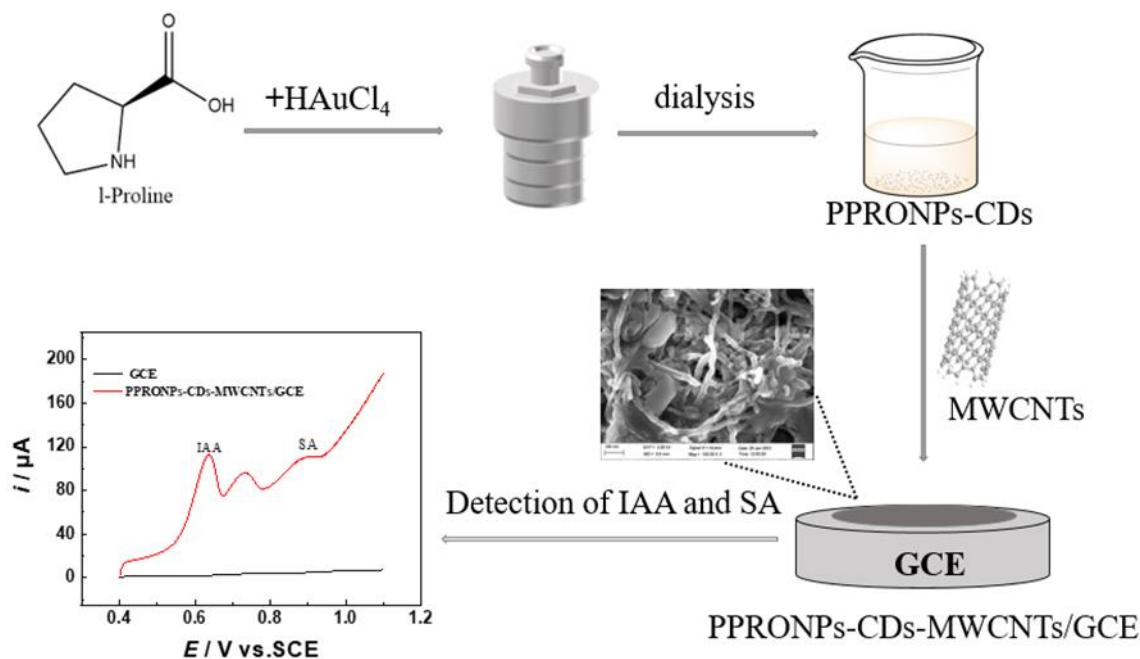 O
OH
NH
l-Proline
+HAuCl4
dialysis
PPRONPs-CDs
MWCNTs
200
160
120
80
40
0
i / μA
GCE
PPRONPs-CDs-MWCNTs/GCE
IAA
SA
0.4 0.6 0.8 1.0 1.2
E / V vs.SCE
Detection of IAA and SA
GCE
PPRONPs-CDs-MWCNTs/GCE